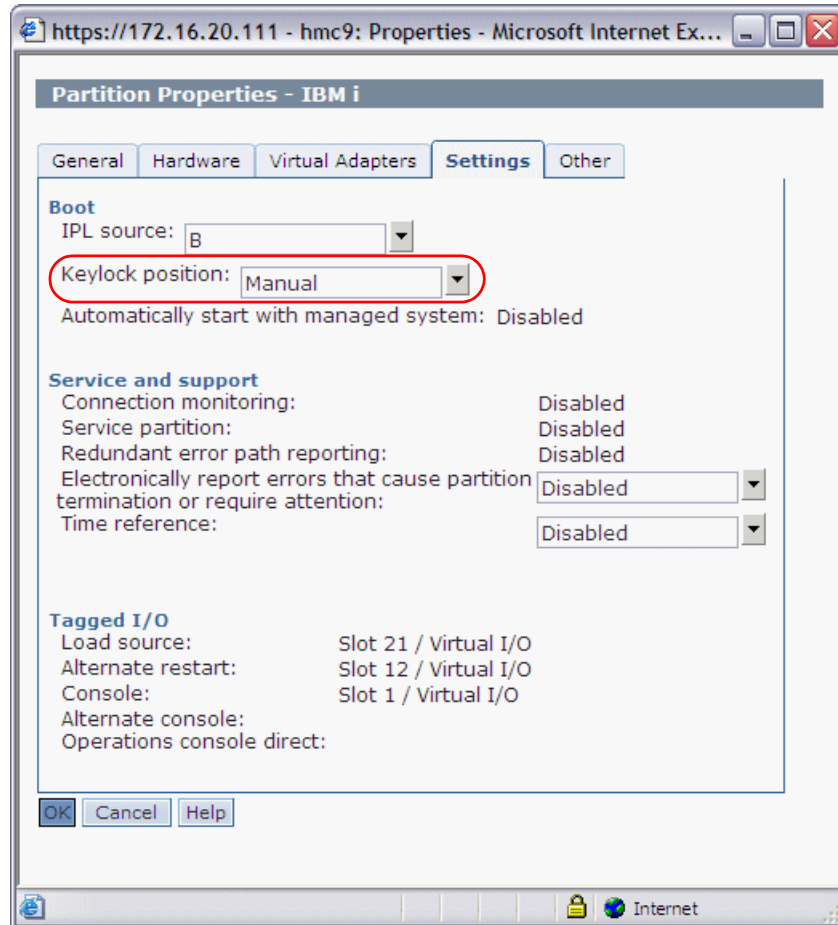 https://172.16.20.111 - hmc9: Properties - Microsoft Internet Ex...
Partition Properties - IBM i
General Hardware Virtual Adapters Settings Other
Boot
IPL source: B
Keylock position: Manual
Automatically start with managed system: Disabled
Service and support
Connection monitoring: Disabled
Service partition: Disabled
Redundant error path reporting: Disabled
Electronically report errors that cause partition Disabled
termination or require attention:
Time reference: Disabled
Tagged I/O
Load source: Slot 21 / Virtual I/O
Alternate restart: Slot 12 / Virtual I/O
Console: Slot 1 / Virtual I/O
Alternate console:
Operations console direct:
OK Cancel Help
Internet